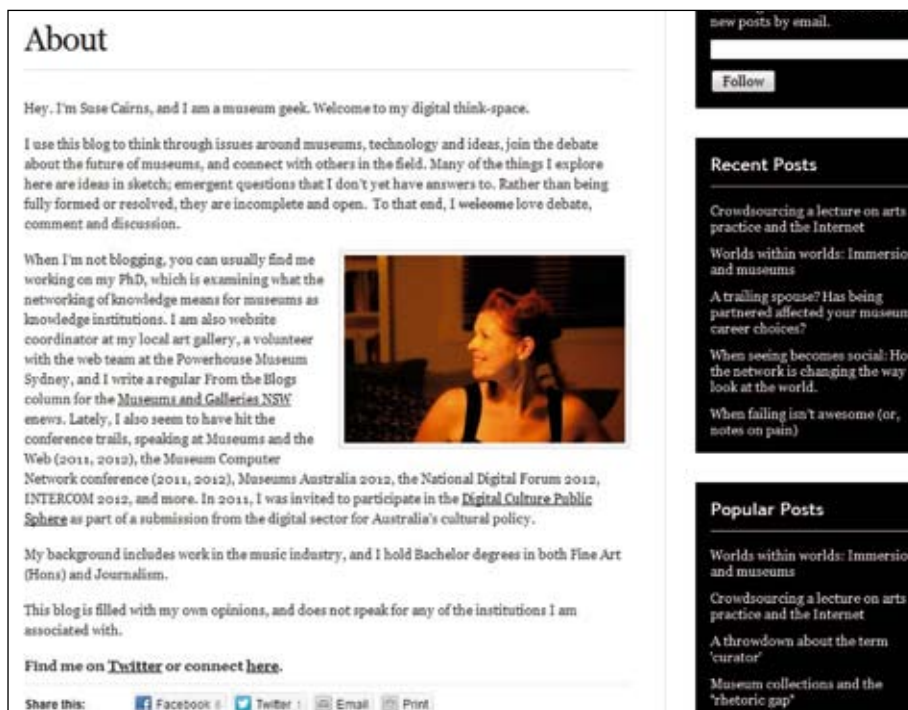 About
Hey. I'm Suse Cairns, and I am a museum geek. Welcome to my digital think-space.
I use this blog to think through issues around museums, technology and ideas, join the debate
about the future of museums, and connect with others in the field. Many of the things I explore
here are ideas in sketch; emergent questions that I don't yet have answers to. Rather than being
fully formed or resolved, they are incomplete and open. To that end, I welcome love debate,
comment and discussion.
When I'm not blogging, you can usually find me
working on my PhD, which is examining what the
networking of knowledge means for museums as
knowledge institutions. I am also website
coordinator at my local art gallery, a volunteer
with the web team at the Powerhouse Museum
Sydney, and I write a regular From the Blogs
column for the Museums and Galleries NSW
enews. Lately, I also seem to have hit the
conference trails, speaking at Museums and the
Web (2011, 2012), the Museum Computer
Network conference (2011, 2012), Museums Australia 2012, the National Digital Forum 2012,
INTERCOM 2012, and more. In 2011, I was invited to participate in the Digital Culture Public
Sphere as part of a submission from the digital sector for Australia's cultural policy.
My background includes work in the music industry, and I hold Bachelor degrees in both Fine Art
(Hons) and Journalism.
This blog is filled with my own opinions, and does not speak for any of the institutions I am
associated with.
Find me on Twitter or connect here.
Share this: Facebook 6 Twitter 1 Email Print
new posts by email.
Follow
Recent Posts
Crowdsourcing a lecture on arts
practice and the Internet
Worlds within worlds: Immersio
and museums
A trailing spouse? Has being
partnered affected your museum
career choices?
When seeing becomes social: Ho
the network is changing the way
look at the world.
When failing isn't awesome (or,
notes on pain)
Popular Posts
Worlds within worlds: Immersio
and museums
Crowdsourcing a lecture on arts
practice and the Internet
A throwdown about the term
'curator'
Museum collections and the
"rhetoric gap"